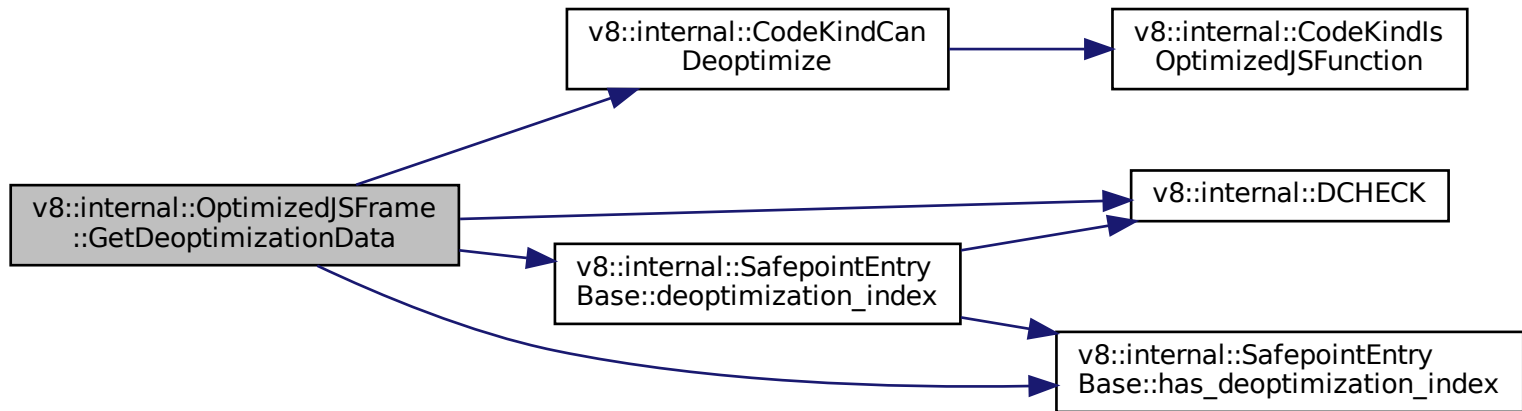 v8::internal::CodeKindCan
Deoptimize
v8::internal::CodeKindIs
OptimizedJSFunction
v8::internal::OptimizedJSFrame
::GetDeoptimizationData
v8::internal::DCHECK
v8::internal::SafepointEntry
Base::deoptimization_index
v8::internal::SafepointEntry
Base::has_deoptimization_index